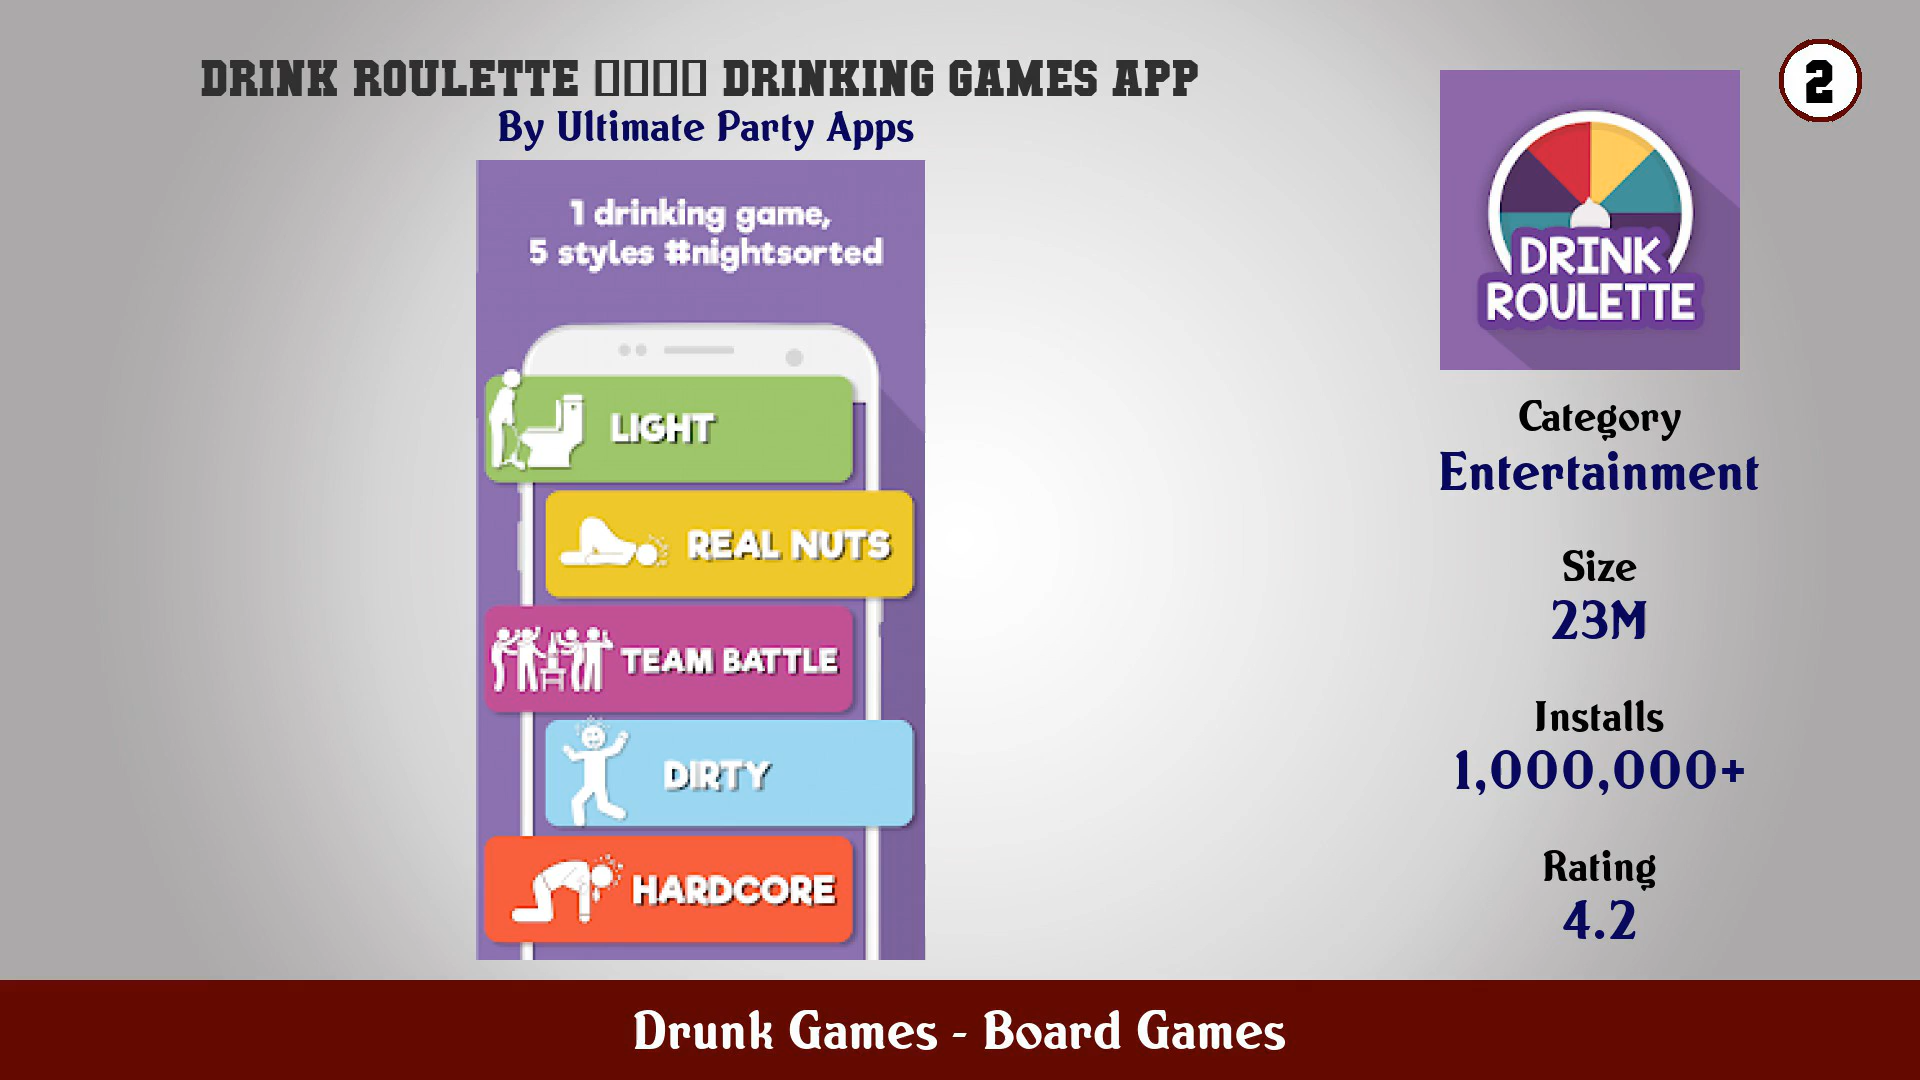 DRINK ROULETTE □□□□ DRINKING GAMES APP
By Ultimate Party Apps
1 drinking game,
5 styles #nightsorted
LIGHT
REAL NUTS
TEAM BATTLE
DIRTY
HARDCORE
2
DRINK
ROULETTE
Category
Entertainment
Size
23M
Installs
1,000,000+
Rating
4.2
Drunk Games - Board Games